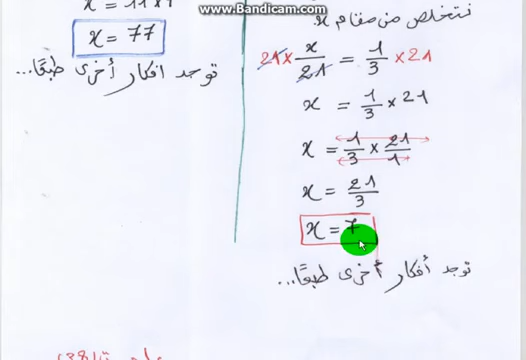 www.Bandicam.com
x = 77
توجد افكار أخرى طبعًا...
نتخلص من مقام x
21 × x/21 = 1/3 × 21
x = 1/3 × 21
x = 1/3 × 21/1
x = 21/3
x = 7
توجد أفكار أخرى طبعًا...